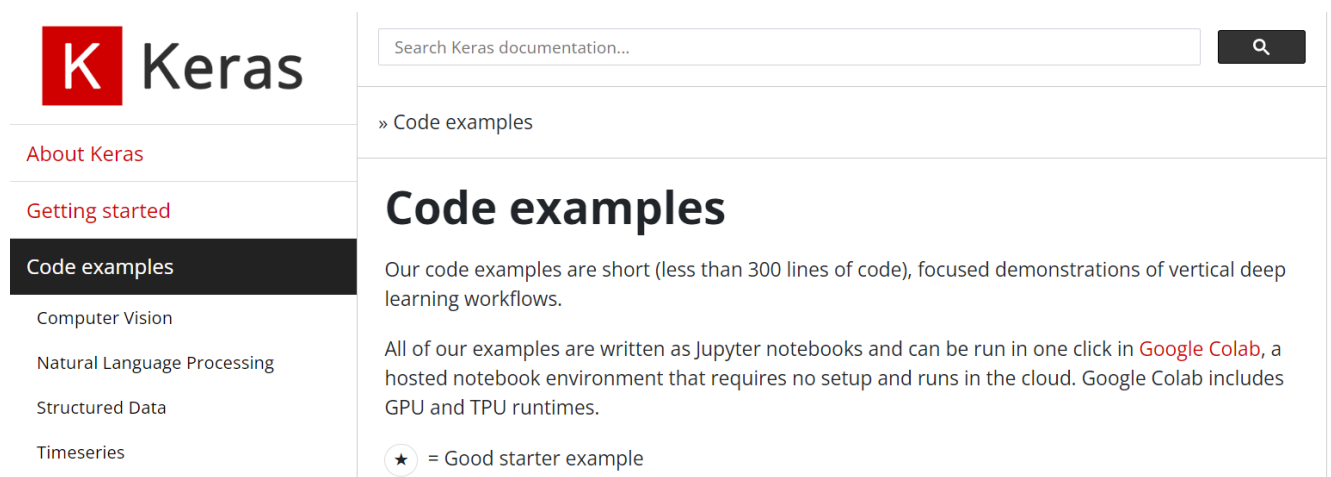 K Keras
About Keras
Getting started
Code examples
Computer Vision
Natural Language Processing
Structured Data
Timeseries
Search Keras documentation...
» Code examples
Code examples
Our code examples are short (less than 300 lines of code), focused demonstrations of vertical deep
learning workflows.
All of our examples are written as Jupyter notebooks and can be run in one click in Google Colab, a
hosted notebook environment that requires no setup and runs in the cloud. Google Colab includes
GPU and TPU runtimes.
★ = Good starter example